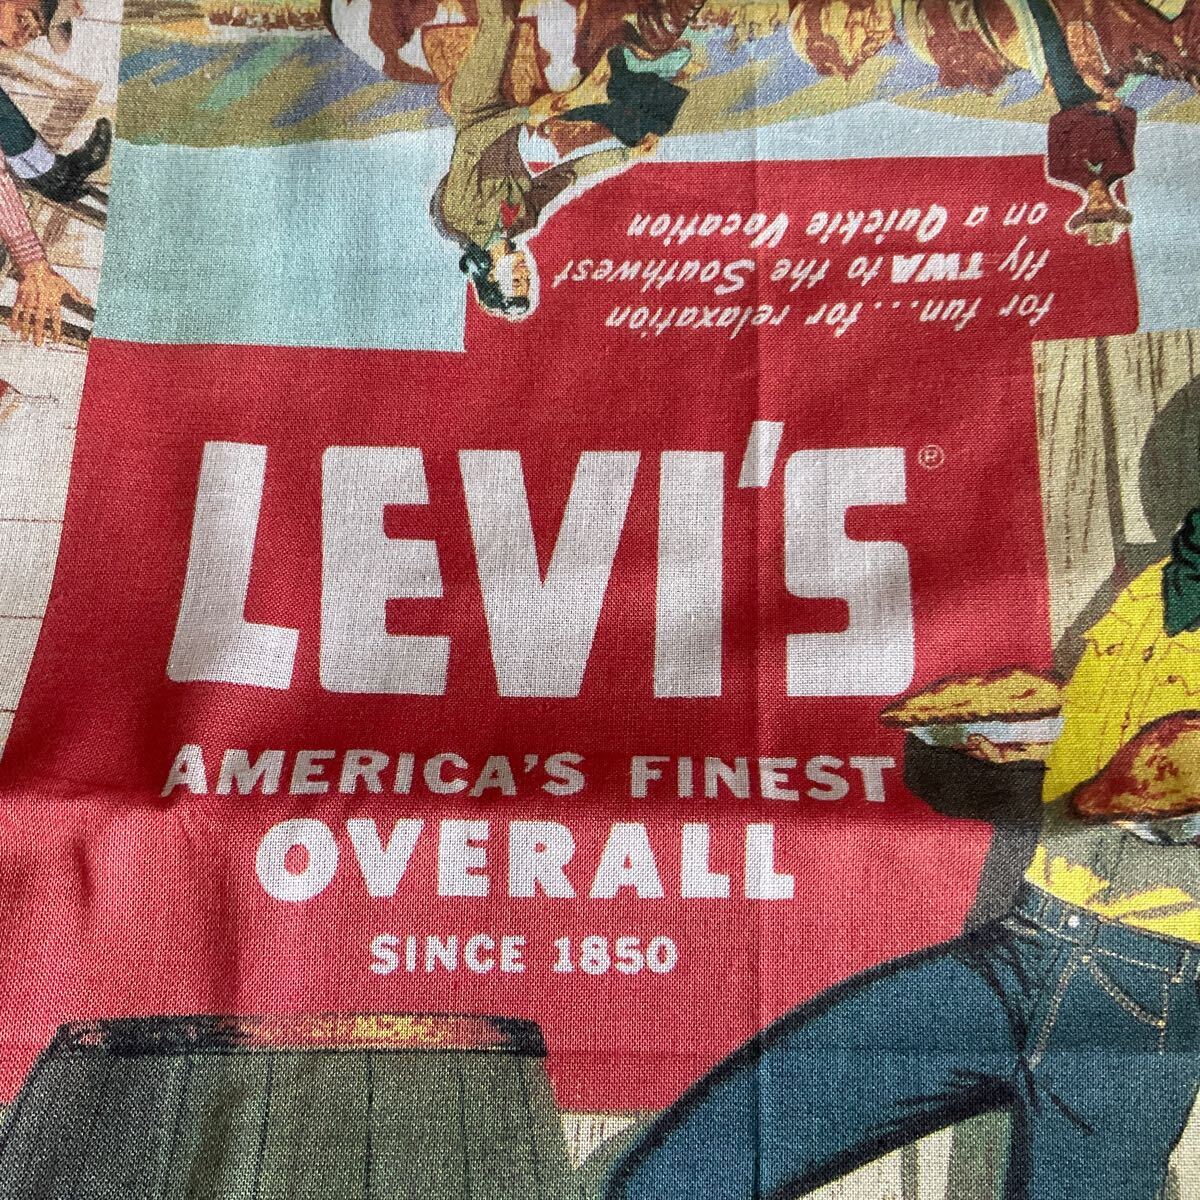 for fun...for relaxation
fly TWA to the Southwest
on a Quickie Vacation
LEVI'S®
AMERICA'S FINEST
OVERALL
SINCE 1850